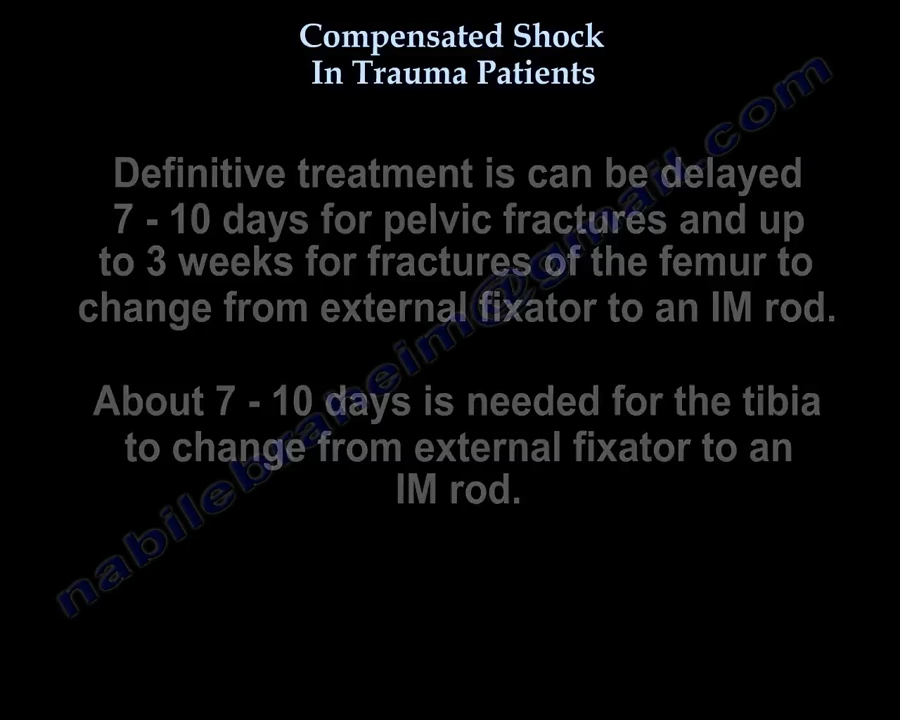 Compensated Shock
In Trauma Patients
Definitive treatment is can be delayed
7 - 10 days for pelvic fractures and up
to 3 weeks for fractures of the femur to
change from external fixator to an IM rod.
About 7 - 10 days is needed for the tibia
to change from external fixator to an
IM rod.
nabilebraheim@gmail.com